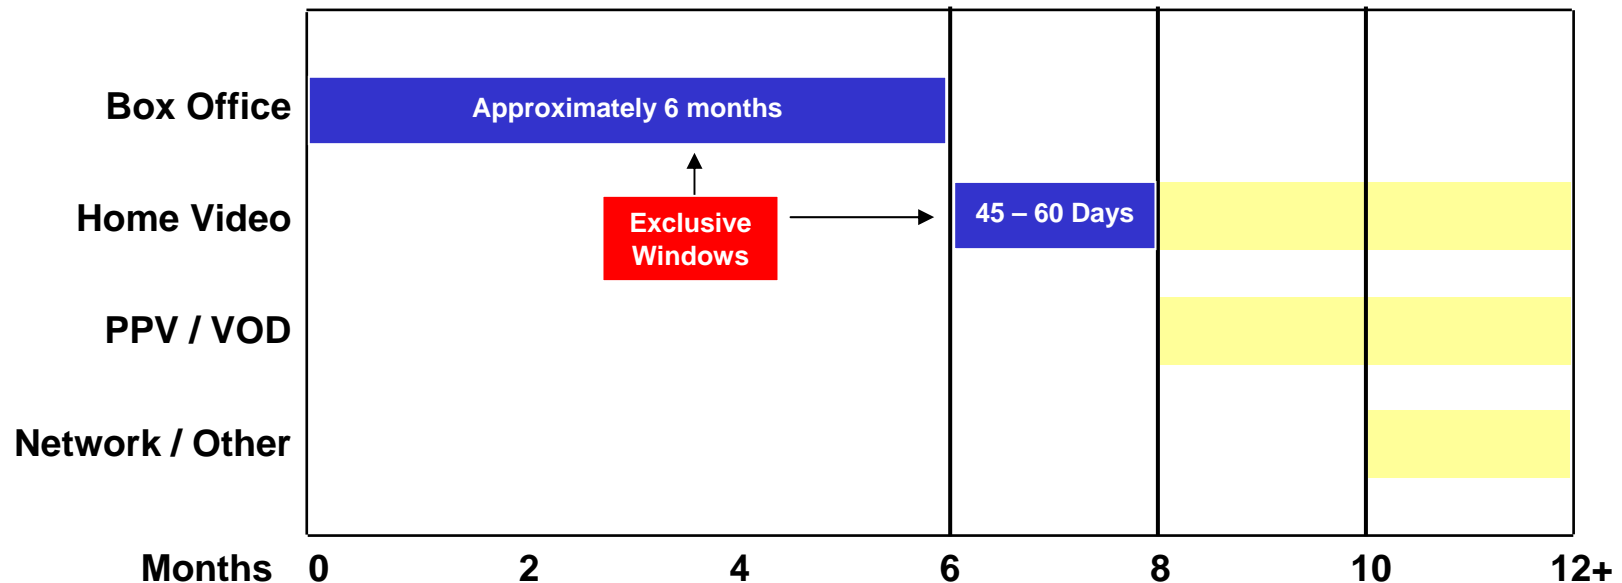 Box Office
Approximately 6 months
Home Video
Exclusive
Windows
45 – 60 Days
PPV / VOD
Network / Other
Months 0 2 4 6 8 10 12+